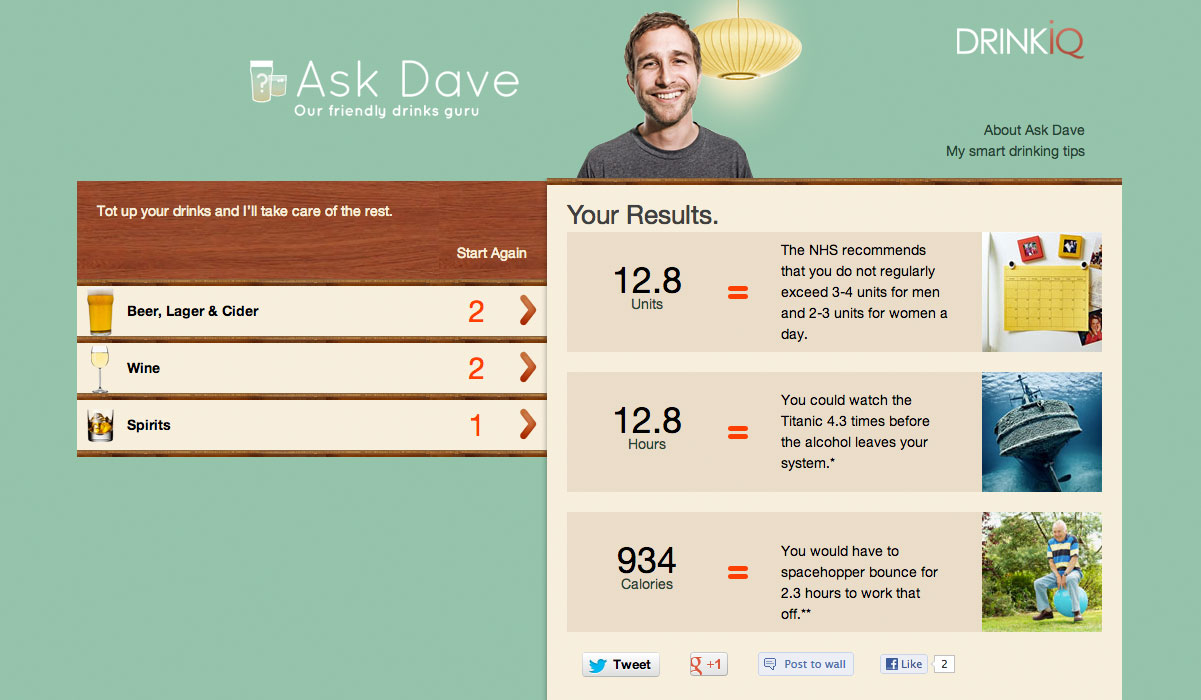 Ask Dave
Our friendly drinks guru
DRINKiQ
About Ask Dave
My smart drinking tips
Tot up your drinks and I'll take care of the rest.
Start Again
Beer, Lager & Cider 2
Wine 2
Spirits 1
Your Results.
12.8
Units
=
The NHS recommends
that you do not regularly
exceed 3-4 units for men
and 2-3 units for women a
day.
12.8
Hours
=
You could watch the
Titanic 4.3 times before
the alcohol leaves your
system.*
934
Calories
=
You would have to
spacehopper bounce for
2.3 hours to work that
off.**
Tweet
g +1
Post to wall
f Like 2